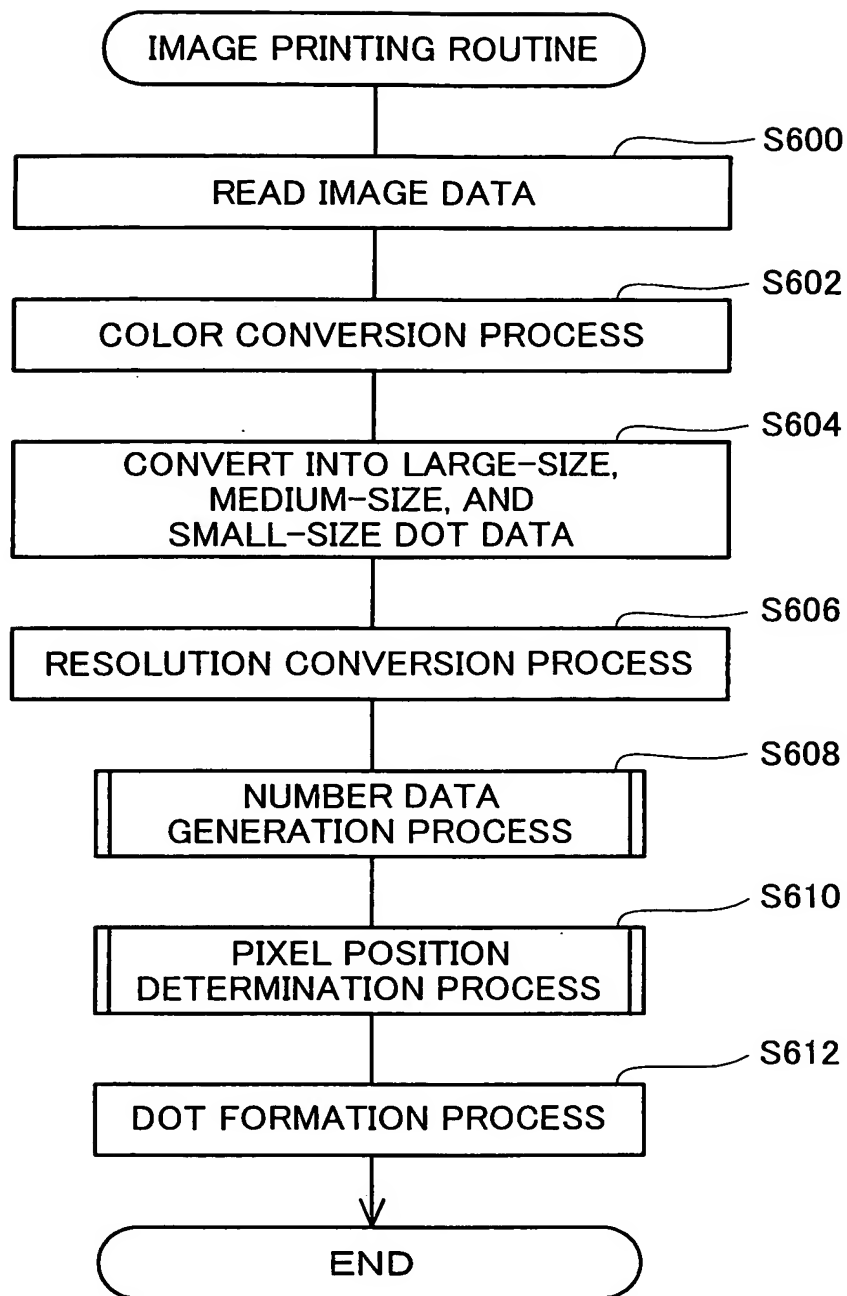 IMAGE PRINTING ROUTINE
S600
READ IMAGE DATA
S602
COLOR CONVERSION PROCESS
S604
CONVERT INTO LARGE-SIZE,
MEDIUM-SIZE, AND
SMALL-SIZE DOT DATA
S606
RESOLUTION CONVERSION PROCESS
S608
NUMBER DATA
GENERATION PROCESS
S610
PIXEL POSITION
DETERMINATION PROCESS
S612
DOT FORMATION PROCESS
END